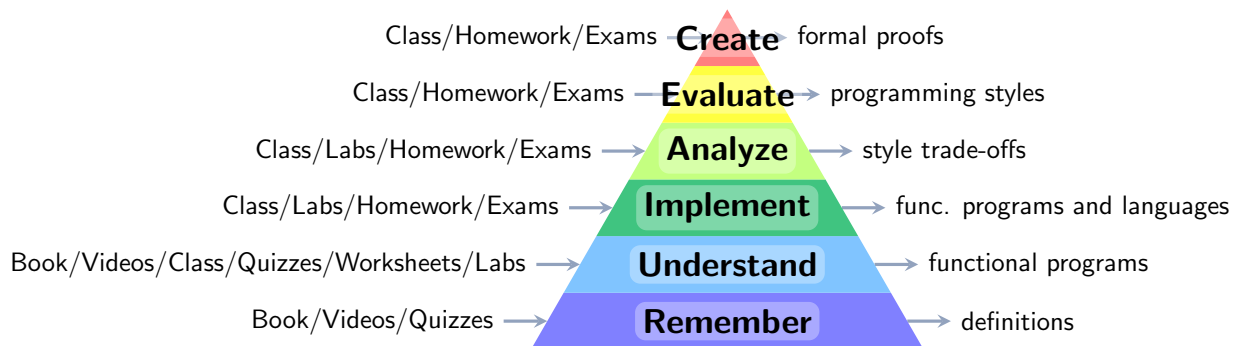 Class/Homework/Exams Create formal proofs
Class/Homework/Exams Evaluate programming styles
Class/Labs/Homework/Exams Analyze style trade-offs
Class/Labs/Homework/Exams Implement func. programs and languages
Book/Videos/Class/Quizzes/Worksheets/Labs Understand functional programs
Book/Videos/Quizzes Remember definitions